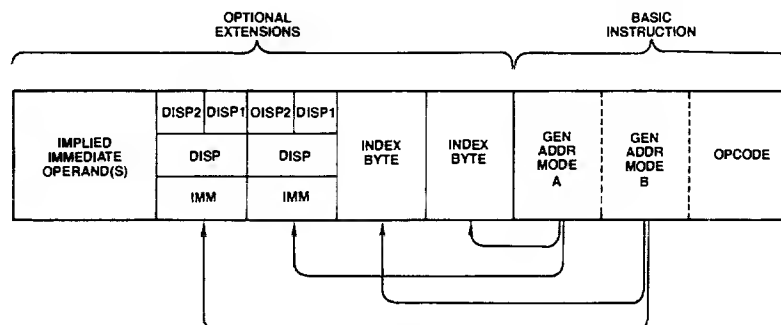 OPTIONAL
EXTENSIONS
BASIC
INSTRUCTION
IMPLIED
IMMEDIATE
OPERAND(S)
DISP2 DISP1
DISP
IMM
OISP2 DISP1
DISP
IMM
INDEX
BYTE
INDEX
BYTE
GEN
ADDR
MODE
A
GEN
ADDR
MODE
B
OPCODE